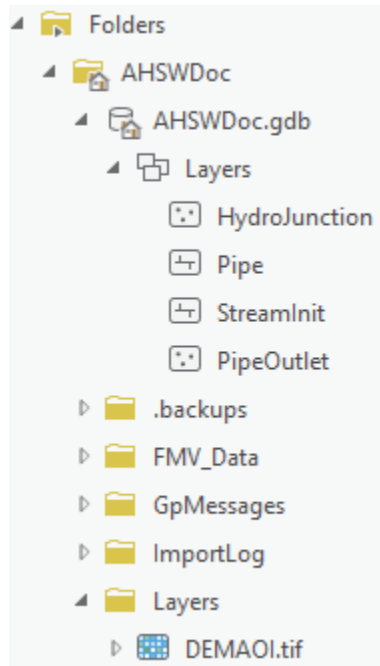 Folders
AHSWDoc
AHSWDoc.gdb
Layers
HydroJunction
Pipe
StreamInit
PipeOutlet
.backups
FMV_Data
GpMessages
ImportLog
Layers
DEMAOI.tif